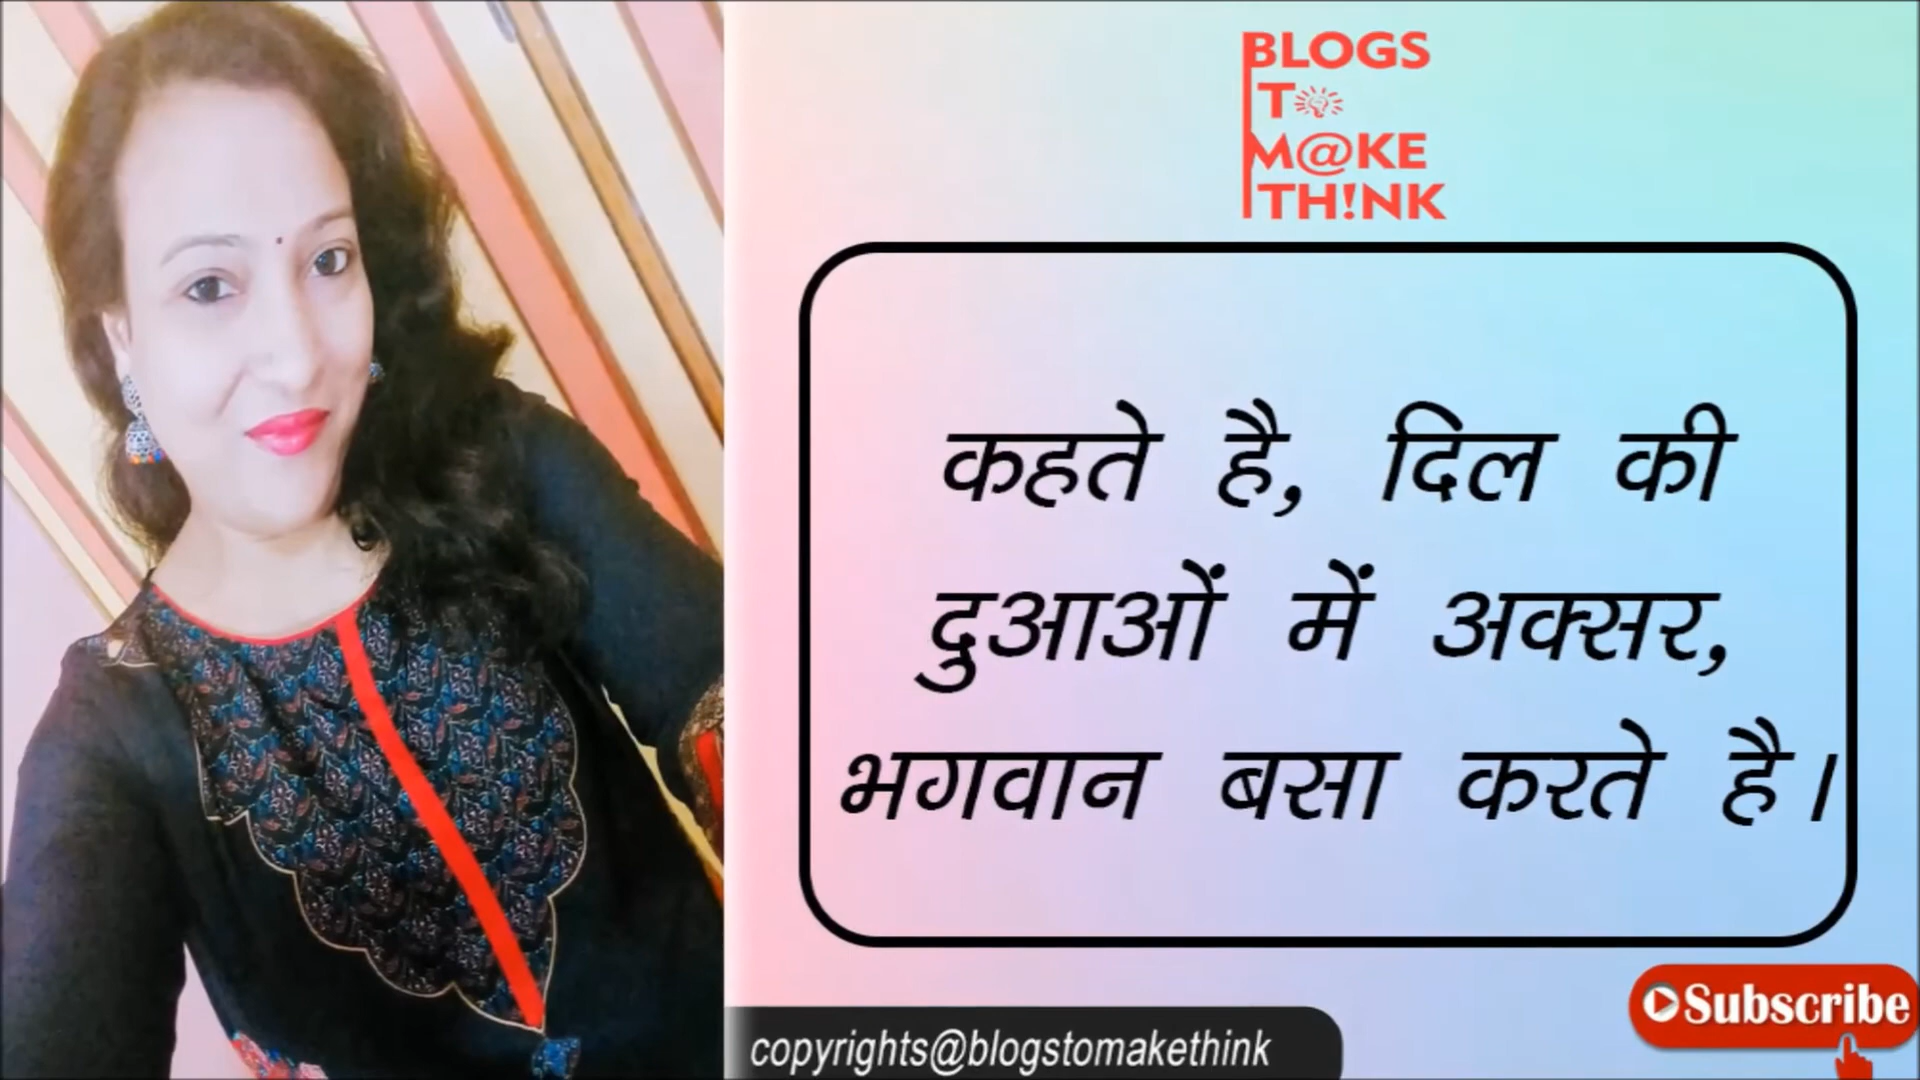 BLOGS
TO
M@KE
TH!NK
कहते है, दिल की
दुआओं में अक्सर,
भगवान बसा करते है।
Subscribe
copyrights@blogstomakethink